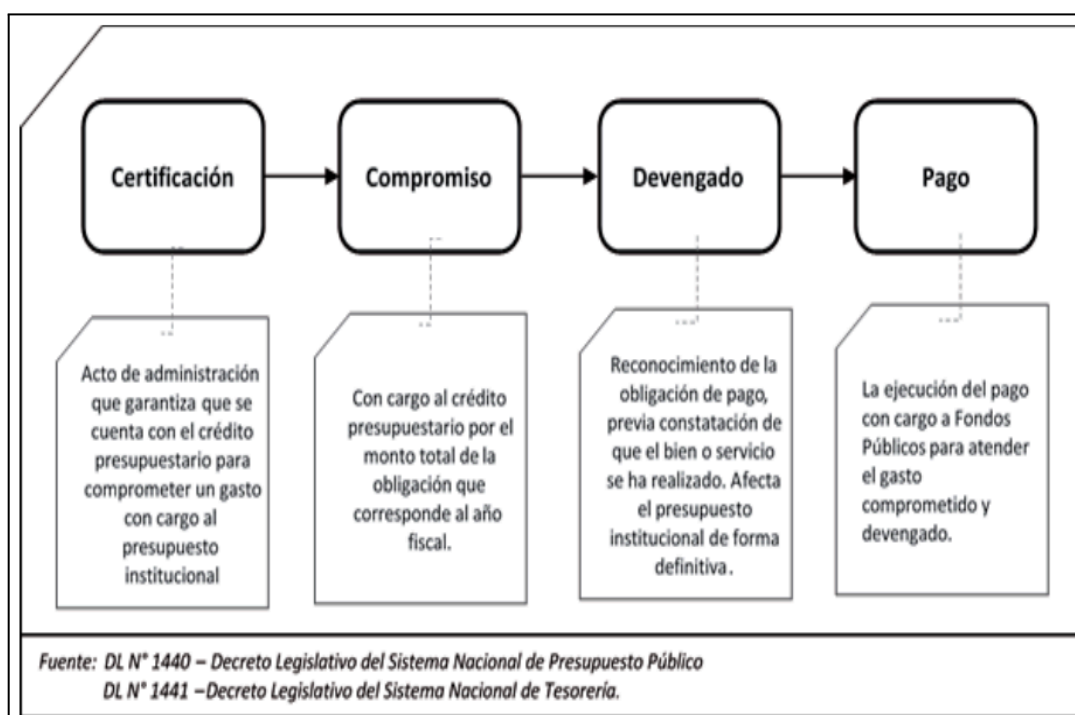 Certificación
Compromiso
Devengado
Pago
Acto de administración
que garantiza que se
cuenta con el crédito
presupuestario para
comprometer un gasto
con cargo al
presupuesto
institucional
Con cargo al crédito
presupuestario por el
monto total de la
obligación que
corresponde al año
fiscal.
Reconocimiento de la
obligación de pago,
previa constatación de
que el bien o servicio
se ha realizado. Afecta
el presupuesto
institucional de forma
definitiva.
La ejecución del pago
con cargo a Fondos
Públicos para atender
el gasto
comprometido y
devengado.
Fuente: DL N° 1440 – Decreto Legislativo del Sistema Nacional de Presupuesto Público
DL N° 1441 –Decreto Legislativo del Sistema Nacional de Tesorería.